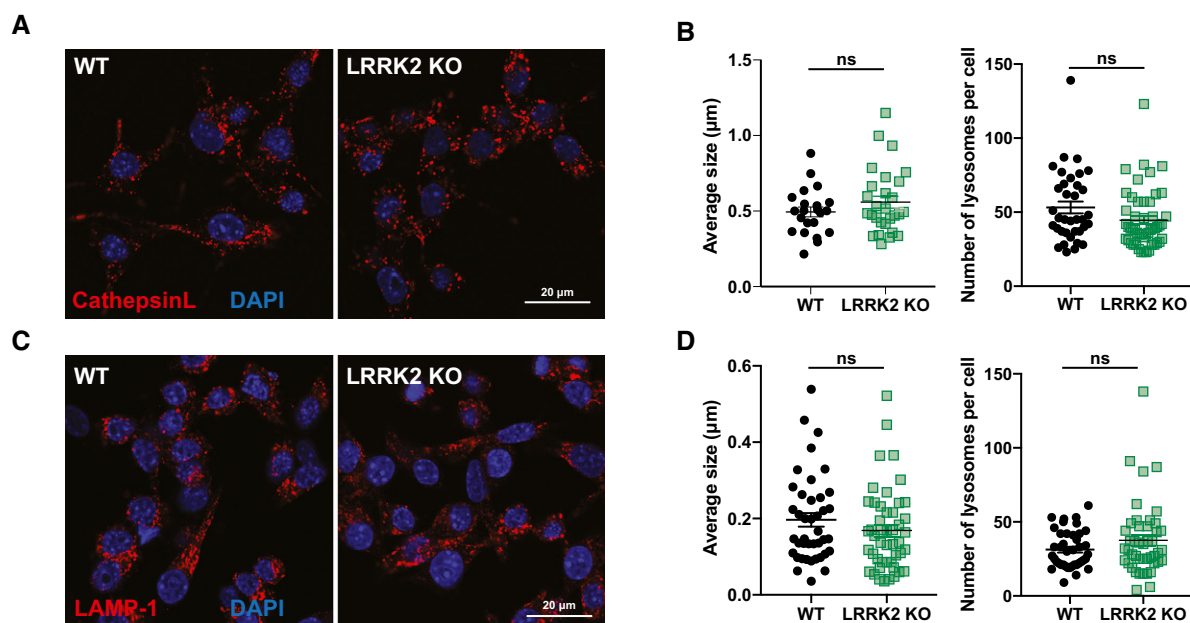 A
WT
LRRK2 KO
CathepsinL DAPI
20 µm
B
ns
Average size (µm)
1.5
1.0
0.5
0.0
WT LRRK2 KO
ns
Number of lysosomes per cell
150
100
50
0
WT LRRK2 KO
C
WT
LRRK2 KO
LAMP-1 DAPI
20 µm
D
ns
Average size (µm)
0.6
0.4
0.2
0.0
WT LRRK2 KO
ns
Number of lysosomes per cell
150
100
50
0
WT LRRK2 KO